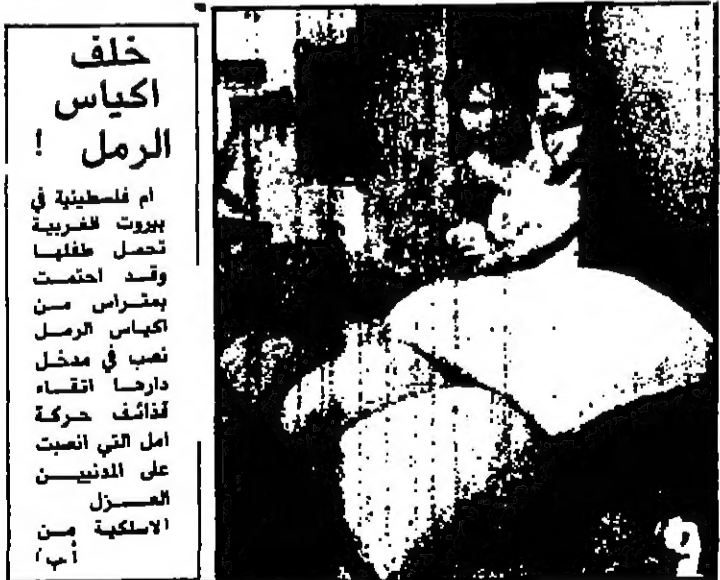 خلف
اكياس
الرمل !
ام فلسطينية في
بيروت الغربية
تحمل طفلها
وقد احتمت
بمتراس من
اكياس الرمل
نصب في مدخل
دارها اتقاء
قذائف حركة
امل التي انصبت
على المدنيين
العزل
الاسلكية من
أ ب ا